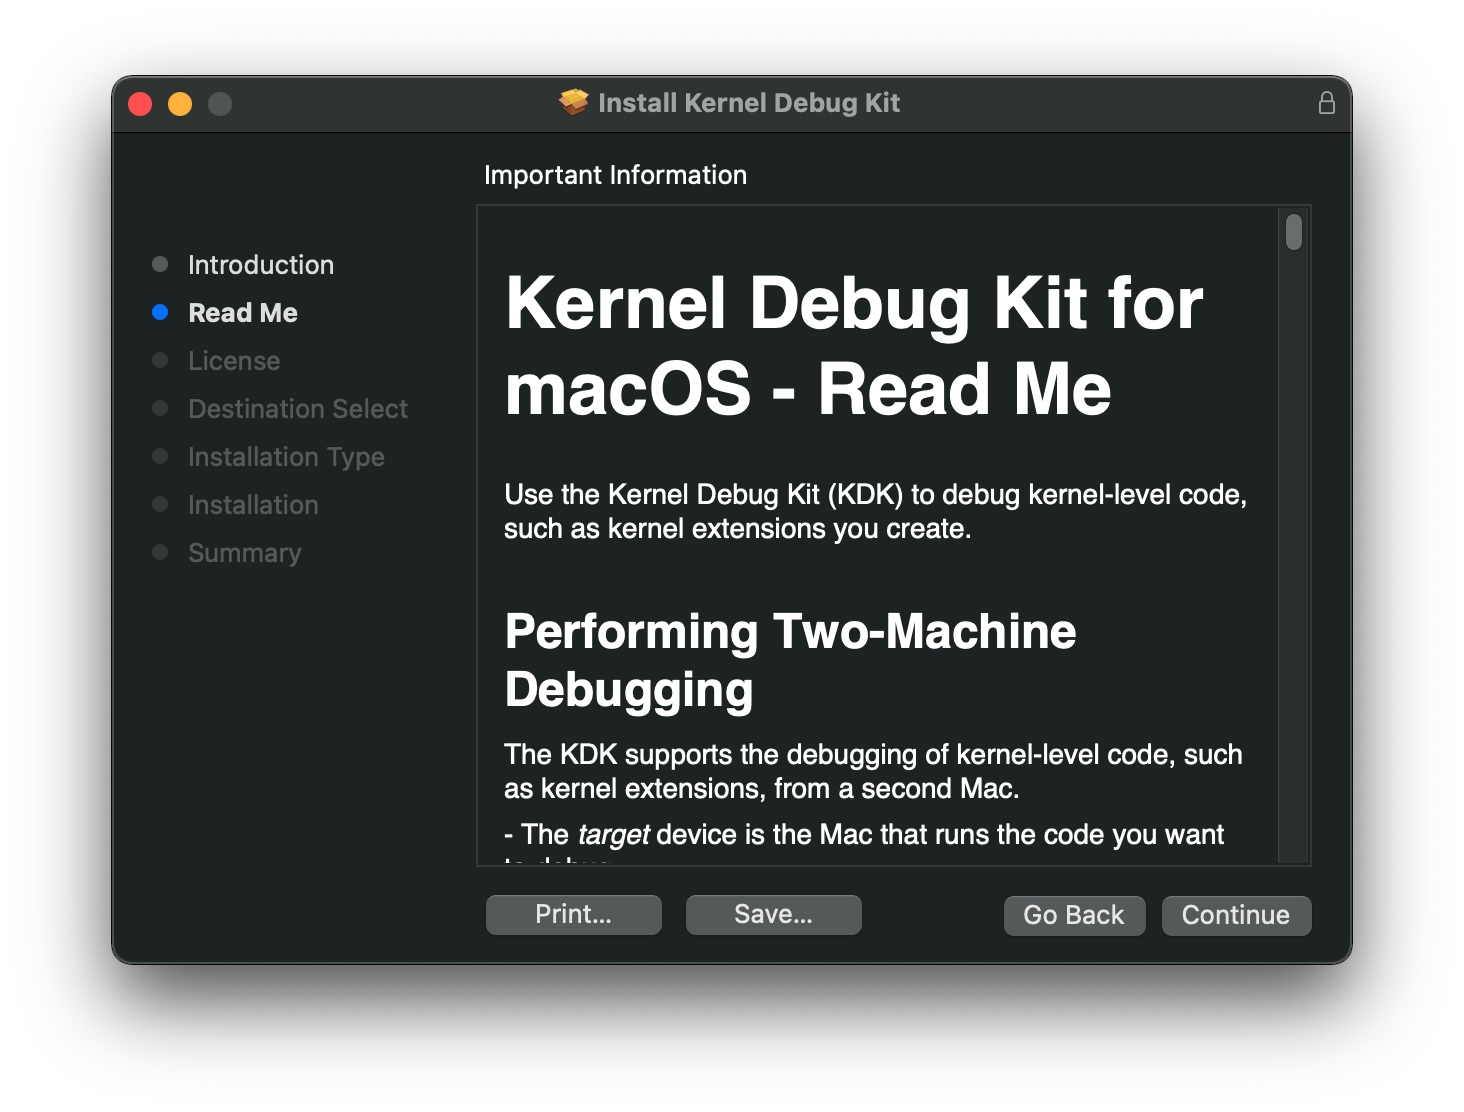 Install Kernel Debug Kit
Important Information
Introduction
Read Me
License
Destination Select
Installation Type
Installation
Summary
Kernel Debug Kit for
macOS - Read Me
Use the Kernel Debug Kit (KDK) to debug kernel-level code,
such as kernel extensions you create.
Performing Two-Machine
Debugging
The KDK supports the debugging of kernel-level code, such
as kernel extensions, from a second Mac.
- The target device is the Mac that runs the code you want
to debug
Print...
Save...
Go Back
Continue